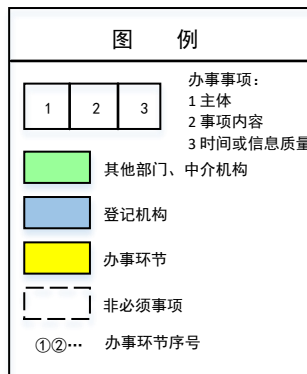 图 例
办事事项：
1 2 3
1 主体
2 事项内容
3 时间或信息质量
其他部门、中介机构
登记机构
办事环节
非必须事项
①②… 办事环节序号